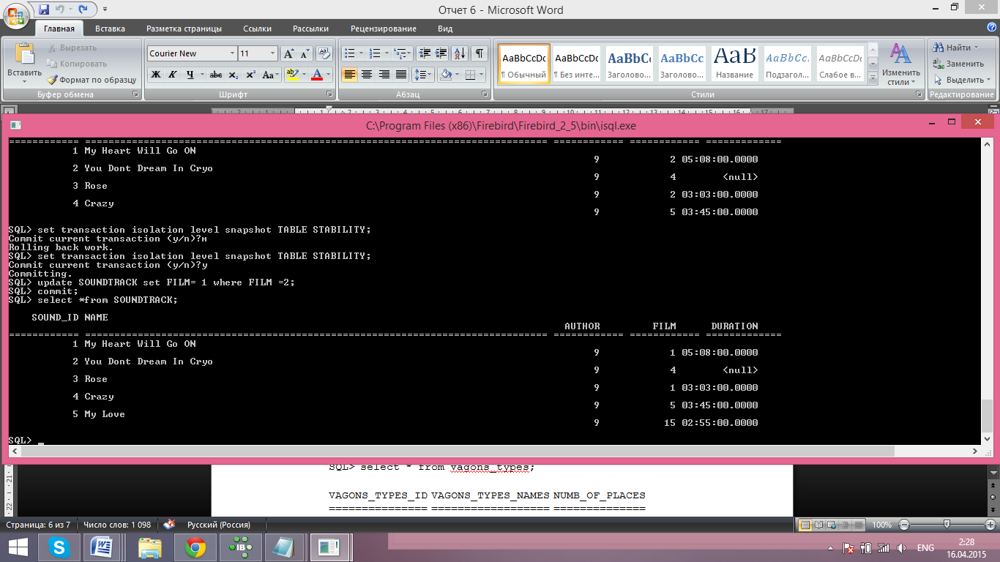 Отчет 6 - Microsoft Word
Главная Вставка Разметка страницы Ссылки Рассылки Рецензирование Вид
Вставить
Вырезать
Копировать
Формат по образцу
Буфер обмена
Courier New 11
Ж К Ч abc x₂ x² Aa
Шрифт
Абзац
AaBbCcDc AaBbCcDc AaBbCc AaBbCc AaB AaBbCc. AaBbCcDc
¶ Обычный ¶ Без инте... Заголово... Заголово... Название Подзагол... Слабое в...
Изменить стили
Стили
Найти
Заменить
Выделить
Редактирование
C:\Program Files (x86)\Firebird\Firebird_2_5\bin\isql.exe
============ =============================================================================== ============ ============ =============
1 My Heart Will Go ON
9 2 05:08:00.0000
2 You Dont Dream In Cryo
9 4 <null>
3 Rose
9 2 03:03:00.0000
4 Crazy
9 5 03:45:00.0000
SQL> set transaction isolation level snapshot TABLE STABILITY;
Commit current transaction (y/n)?н
Rolling back work.
SQL> set transaction isolation level snapshot TABLE STABILITY;
Commit current transaction (y/n)?y
Committing.
SQL> update SOUNDTRACK set FILM= 1 where FILM =2;
SQL> commit;
SQL> select *from SOUNDTRACK;
SOUND_ID NAME
AUTHOR FILM DURATION
============ =============================================================================== ============ ============ =============
1 My Heart Will Go ON
9 1 05:08:00.0000
2 You Dont Dream In Cryo
9 4 <null>
3 Rose
9 1 03:03:00.0000
4 Crazy
9 5 03:45:00.0000
5 My Love
9 15 02:55:00.0000
SQL>
SQL> select * from vagons_types;
VAGONS_TYPES_ID VAGONS_TYPES_NAMES NUMB_OF_PLACES
=============== ================== ==============
Страница: 6 из 7 Число слов: 1 098 Русский (Россия) 100%
IB
ENG
2:28
16.04.2015